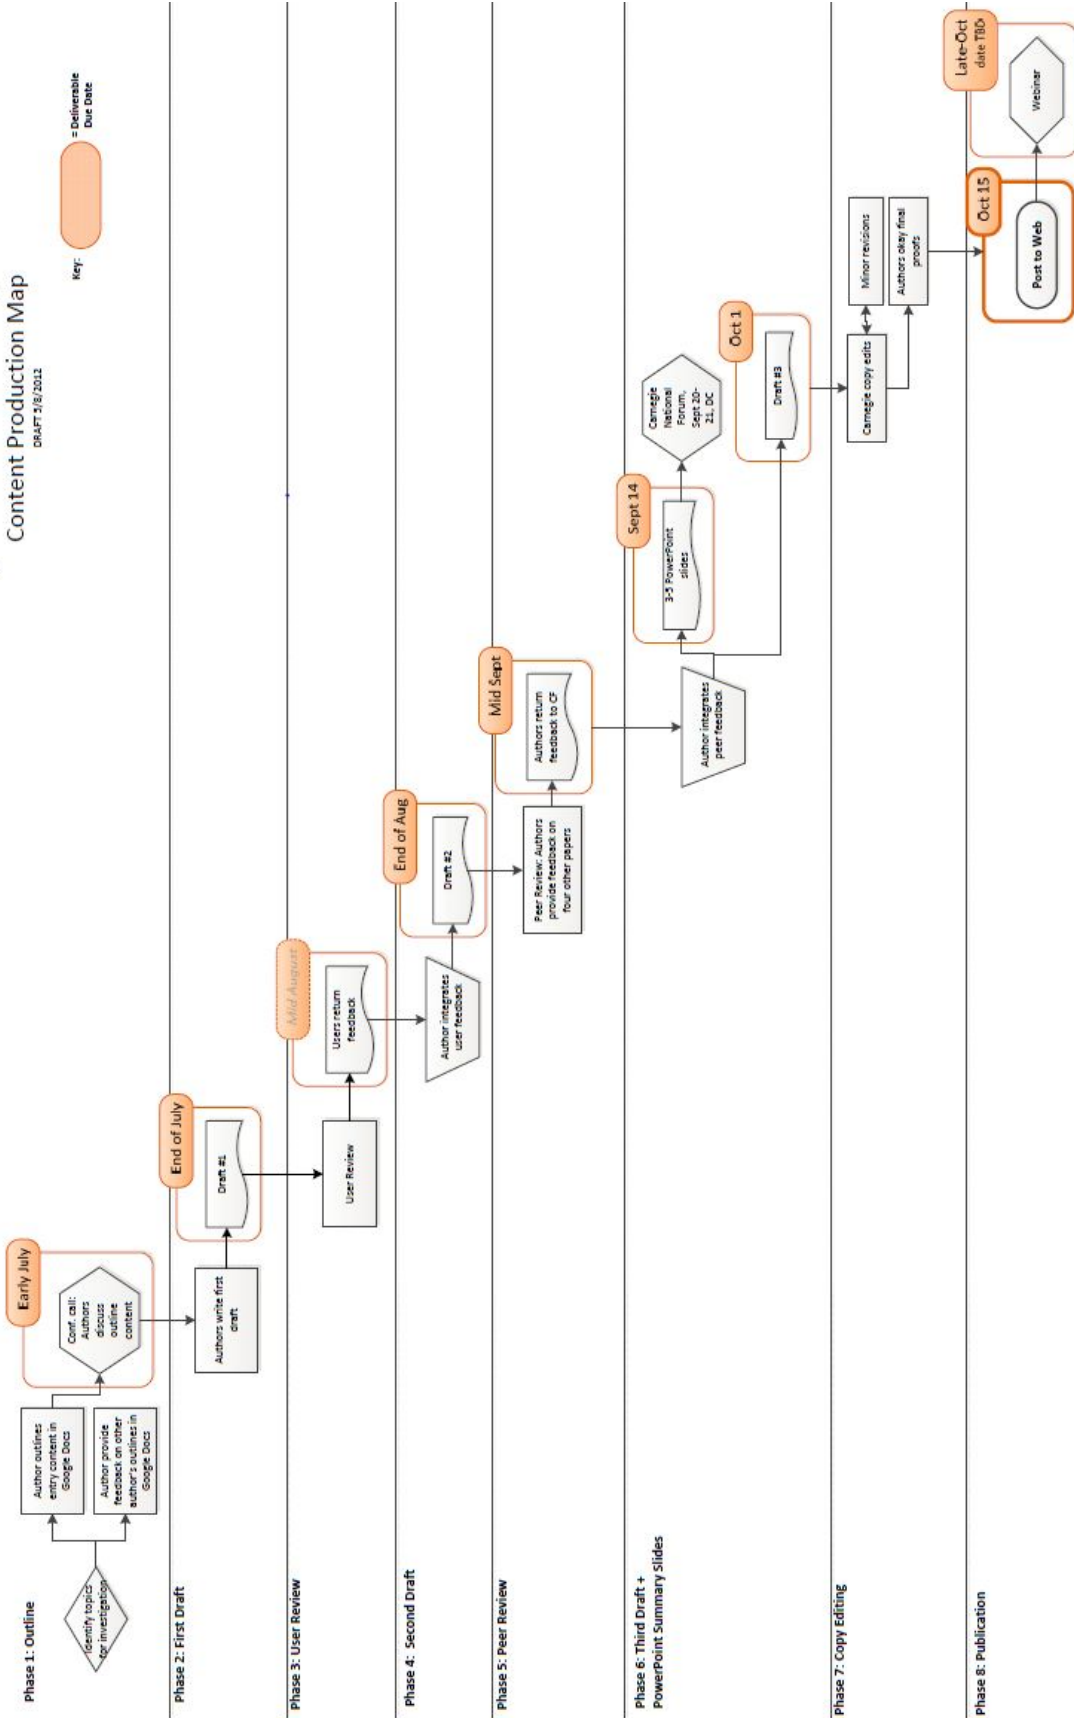 Content Production Map
DRAFT 5/8/2012
Key:
= Deliverable
Due Date
Phase 1: Outline
Identify topics
for investigation
Author outlines
entry content in
Google Docs
Author provide
feedback on other
author's outlines in
Google Docs
Early July
Conf. call:
Authors
discuss
outline
content
Phase 2: First Draft
Authors write first
draft
End of July
Draft #1
Phase 3: User Review
User Review
Mid August
Users return
feedback
Phase 4: Second Draft
Author integrates
user feedback
End of Aug
Draft #2
Phase 5: Peer Review
Peer Review: Authors
provide feedback on
four other papers
Mid Sept
Authors return
feedback to CF
Phase 6: Third Draft +
PowerPoint Summary Slides
Author integrates
peer feedback
Sept 14
3-5 PowerPoint
slides
Carnegie
National
Forum,
Sept 20-
21, DC
Oct 1
Draft #3
Phase 7: Copy Editing
Carnegie copy edits
Minor revisions
Authors okay final
proofs
Phase 8: Publication
Oct 15
Post to Web
Late-Oct
date TBD
Webinar